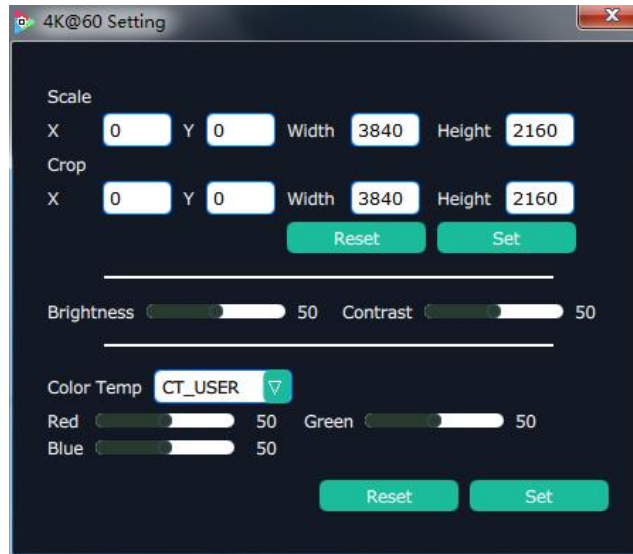 4K@60 Setting
X
Scale
X 0 Y 0 Width 3840 Height 2160
Crop
X 0 Y 0 Width 3840 Height 2160
Reset Set
Brightness 50 Contrast 50
Color Temp CT_USER
Red 50 Green 50
Blue 50
Reset Set